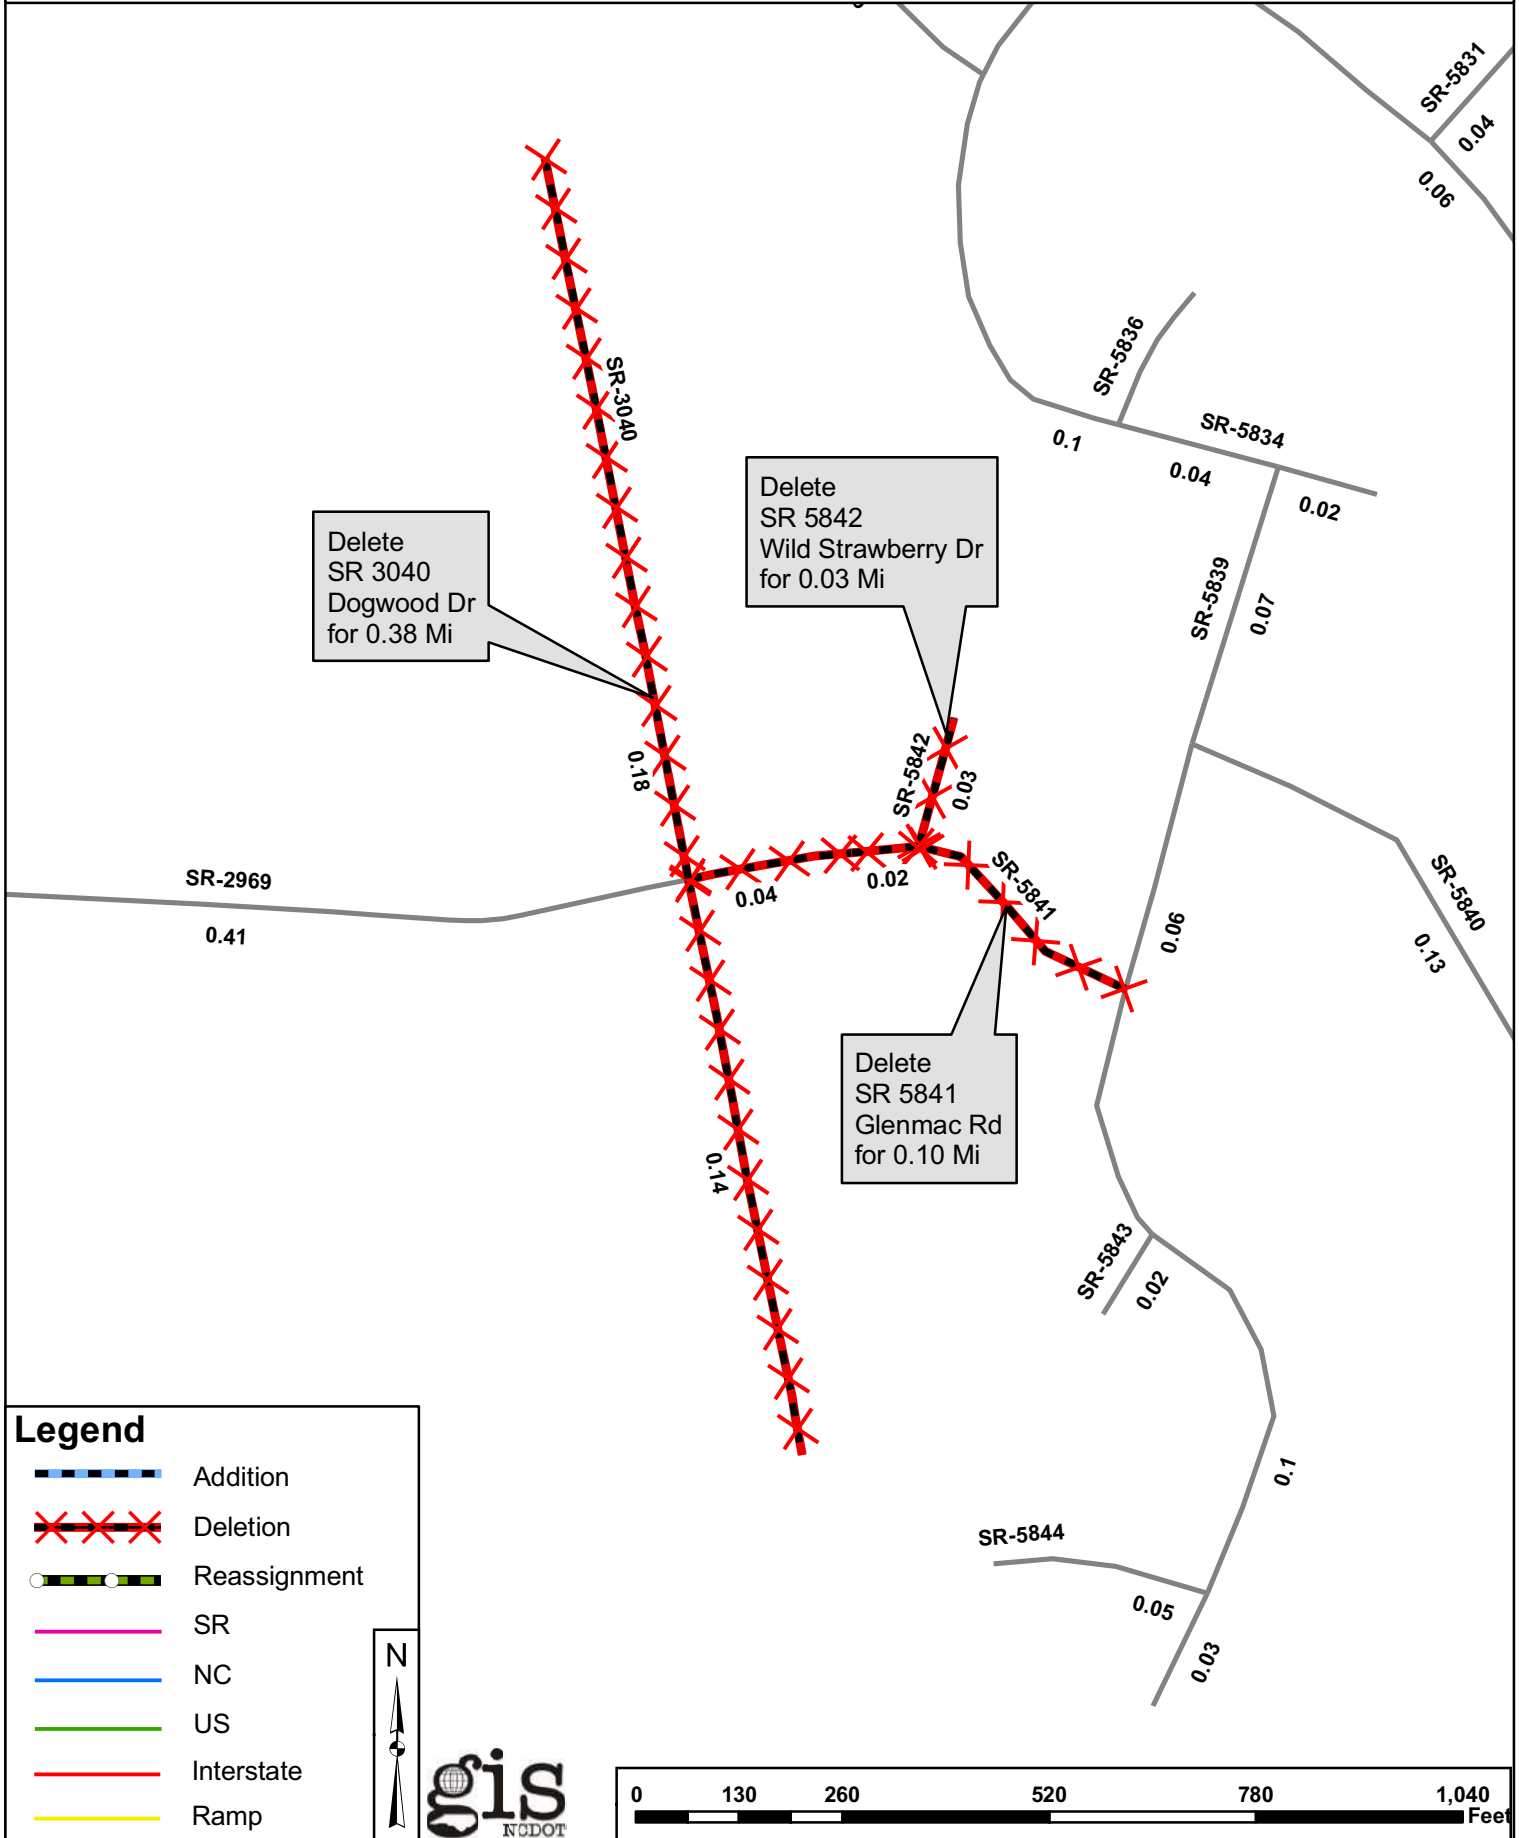 SR-5831
0.04
0.06
SR-5836
SR-5834
0.1
0.04
0.02
SR-3040
Delete
SR 5842
Wild Strawberry Dr
for 0.03 Mi
Delete
SR 3040
Dogwood Dr
for 0.38 Mi
SR-5839
0.07
0.18
SR-5842
0.03
SR-2969
0.41
0.04
0.02
SR-5841
0.06
SR-5840
0.13
Delete
SR 5841
Glenmac Rd
for 0.10 Mi
0.14
SR-5843
0.02
0.1
SR-5844
0.05
0.03
Legend
Addition
Deletion
Reassignment
SR
NC
US
Interstate
Ramp
N
gis
NCDOT
0 130 260 520 780 1,040
Feet